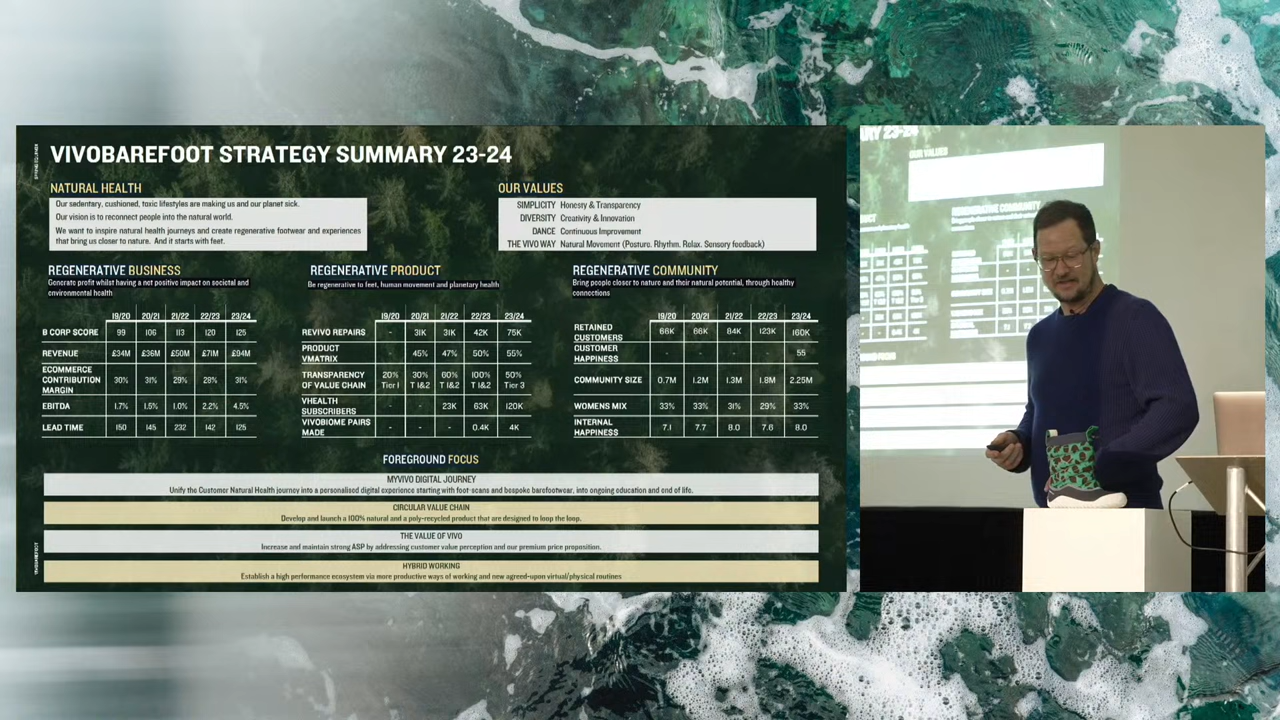 VIVOBAREFOOT STRATEGY SUMMARY 23-24
NATURAL HEALTH
Our sedentary, cushioned, toxic lifestyles are making us and our planet sick.
Our vision is to reconnect people into the natural world.
We want to inspire natural health journeys and create regenerative footwear and experiences
that bring us closer to nature. And it starts with feet.
OUR VALUES
SIMPLICITY Honesty & Transparency
DIVERSITY Creativity & Innovation
DANCE Continuous Improvement
THE VIVO WAY Natural Movement (Posture, Rhythm, Relax, Sensory feedback)
REGENERATIVE BUSINESS
Generate profit whilst having a net positive impact on societal and
environmental health
19/20 20/21 21/22 22/23 23/24
B CORP SCORE 99 106 113 120 125
REVENUE £34M £36M £50M £71M £94M
ECOMMERCE
CONTRIBUTION 30% 31% 29% 28% 31%
MARGIN
EBITDA 1.7% 1.5% 1.0% 2.2% 4.5%
LEAD TIME 150 145 232 142 125
REGENERATIVE PRODUCT
Be regenerative to feet, human movement and planetary health
19/20 20/21 21/22 22/23 23/24
REVIVO REPAIRS - 31K 31K 42K 75K
PRODUCT
VMATRIX - 45% 47% 50% 55%
TRANSPARENCY 20% 30% 60% 100% 50%
OF VALUE CHAIN Tier 1 T 1&2 T 1&2 T 1&2 Tier 3
VHEALTH
SUBSCRIBERS - - 23K 63K 120K
VIVOBIOME PAIRS
MADE - - - 0.4K 4K
REGENERATIVE COMMUNITY
Bring people closer to nature and their natural potential, through healthy
connections
19/20 20/21 21/22 22/23 23/24
RETAINED
CUSTOMERS 66K 86K 84K 123K 160K
CUSTOMER
HAPPINESS - - - - 55
COMMUNITY SIZE 0.7M 1.2M 1.3M 1.8M 2.25M
WOMENS MIX 33% 33% 31% 29% 33%
INTERNAL
HAPPINESS 7.1 7.7 8.0 7.6 8.0
FOREGROUND FOCUS
MYVIVO DIGITAL JOURNEY
Unify the Customer Natural Health journey into a personalised digital experience starting with foot-scans and bespoke barefootwear, into ongoing education and end of life.
CIRCULAR VALUE CHAIN
Develop and launch a 100% natural and a poly-recycled product that are designed to loop the loop.
THE VALUE OF VIVO
Increase and maintain strong ASP by addressing customer value perception and our premium price proposition.
HYBRID WORKING
Establish a high performance ecosystem via more productive ways of working and new agreed-upon virtual/physical routines
VIVOBAREFOOT
ARY 23-24
OUR VALUES